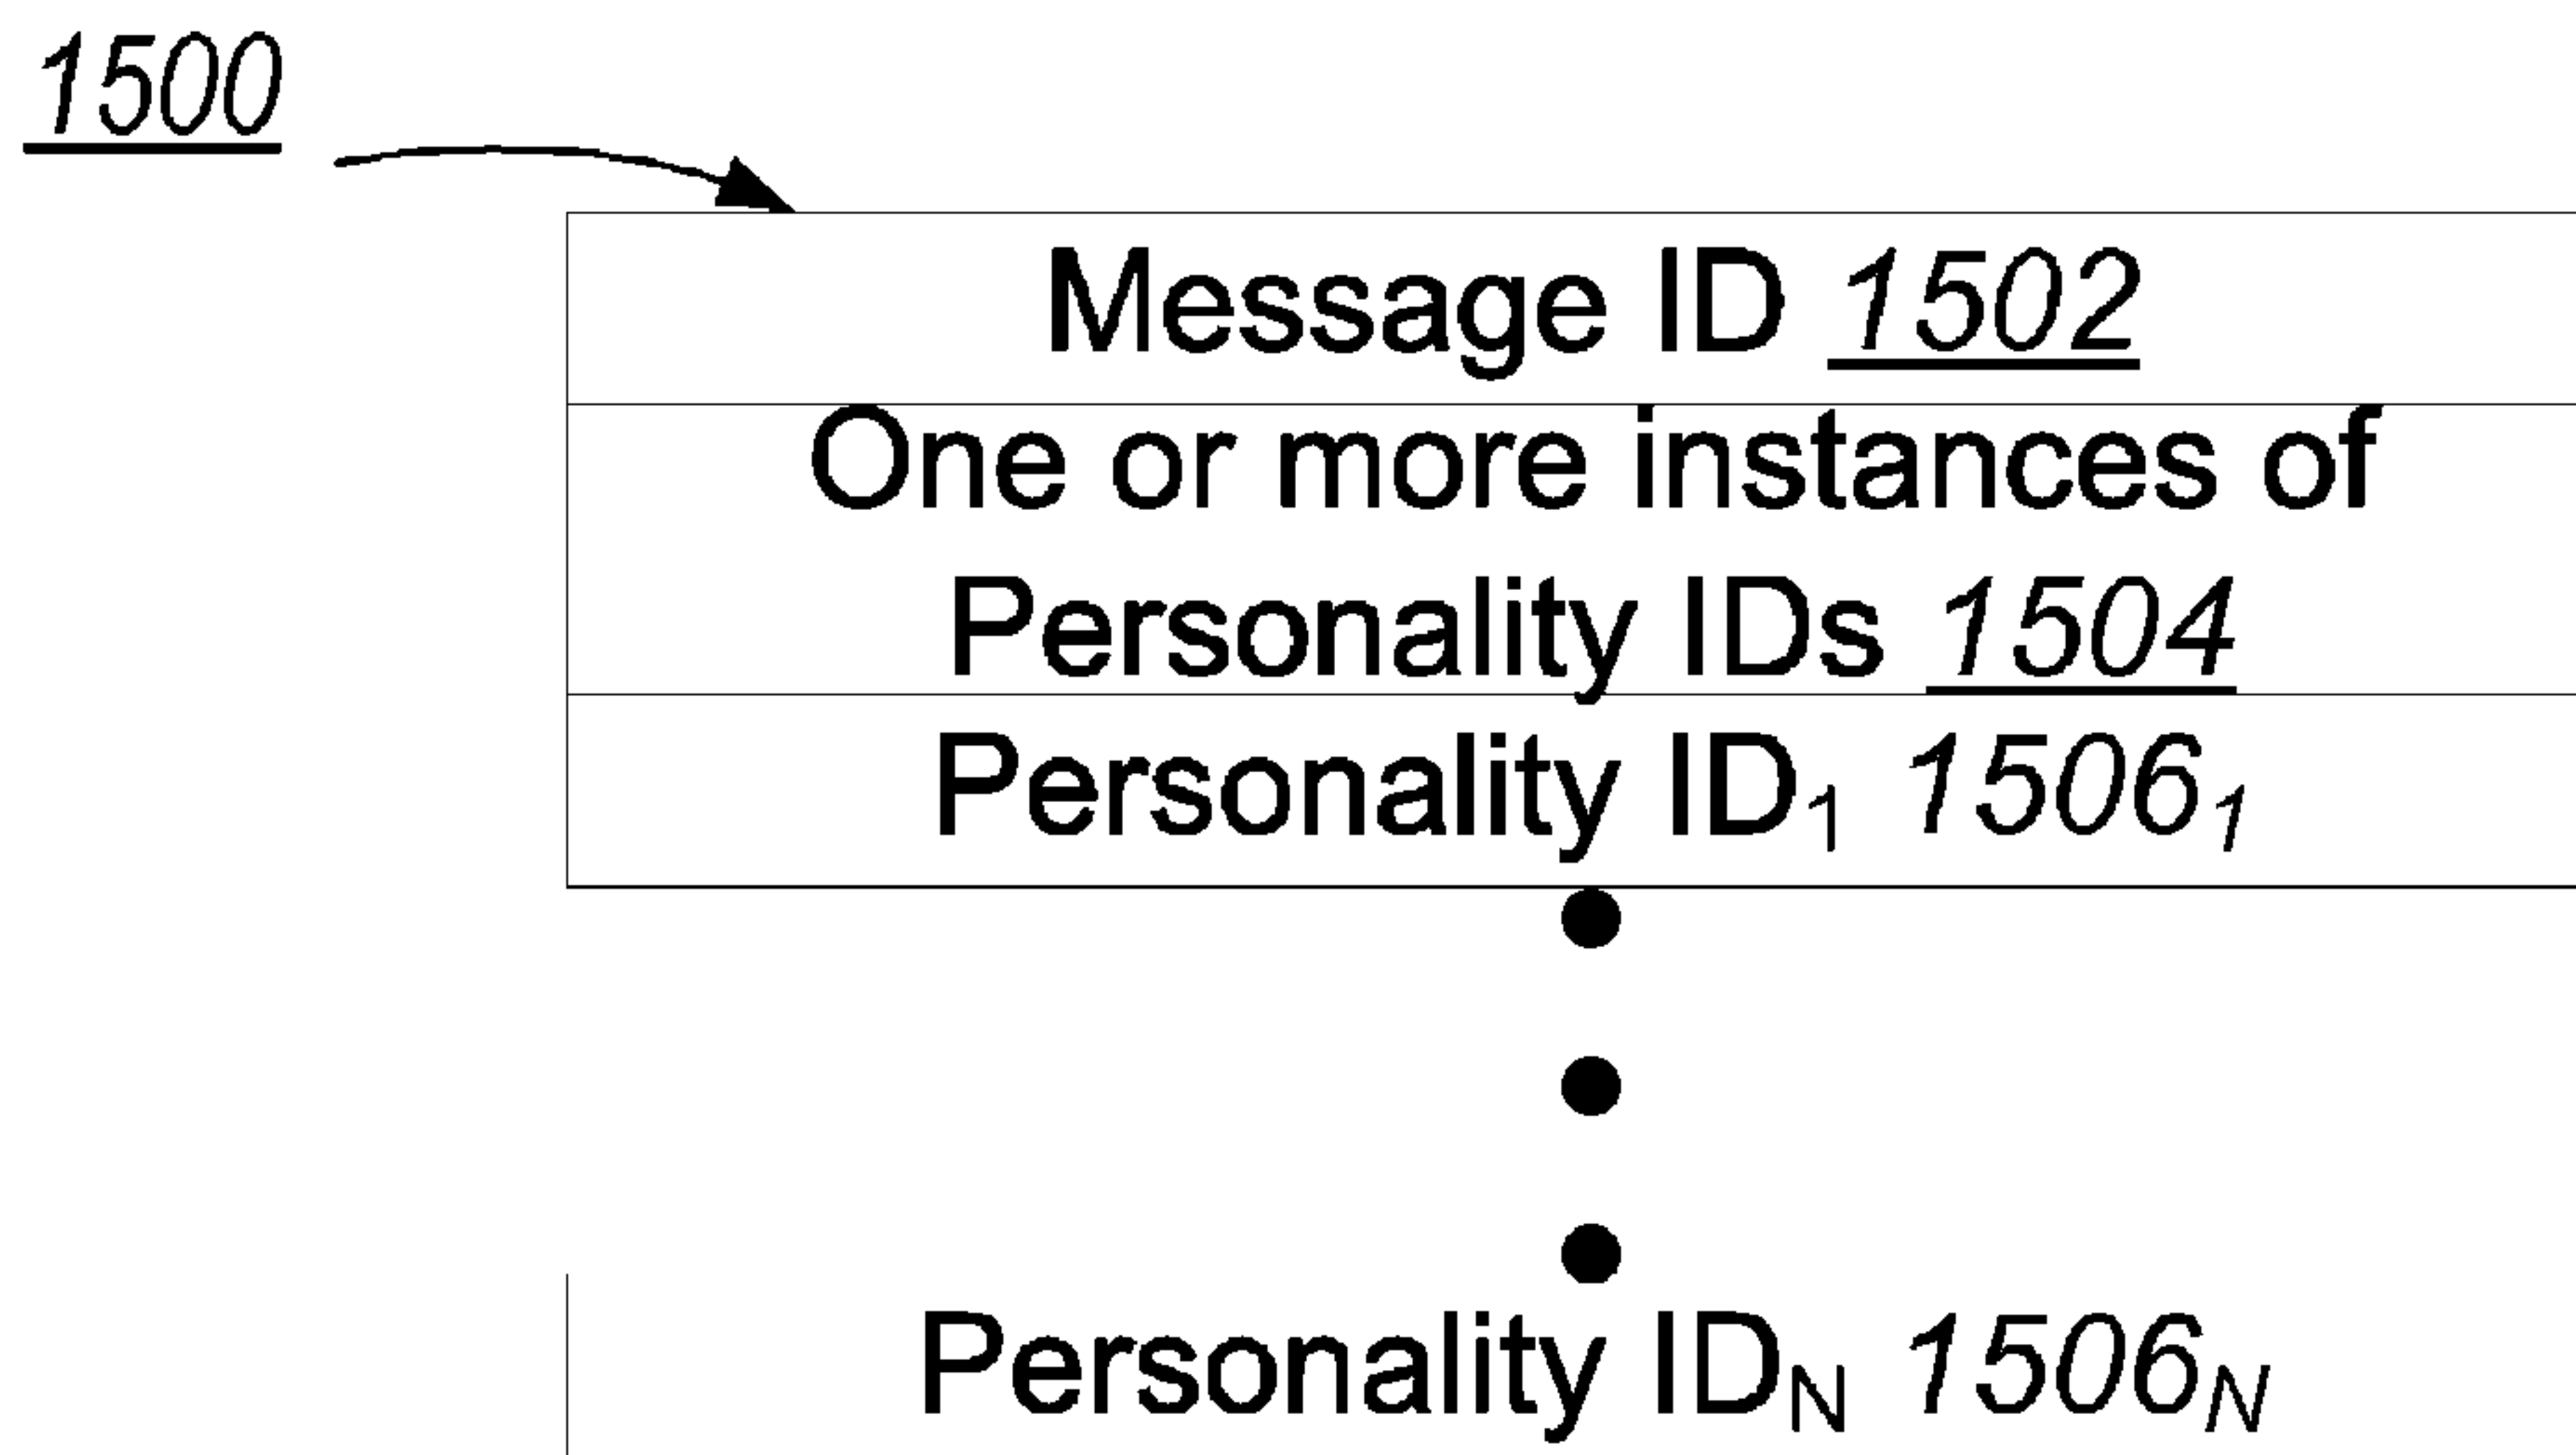 1500
Message ID 1502
One or more instances of
Personality IDs 1504
Personality ID₁ 1506₁
Personality IDN 1506N